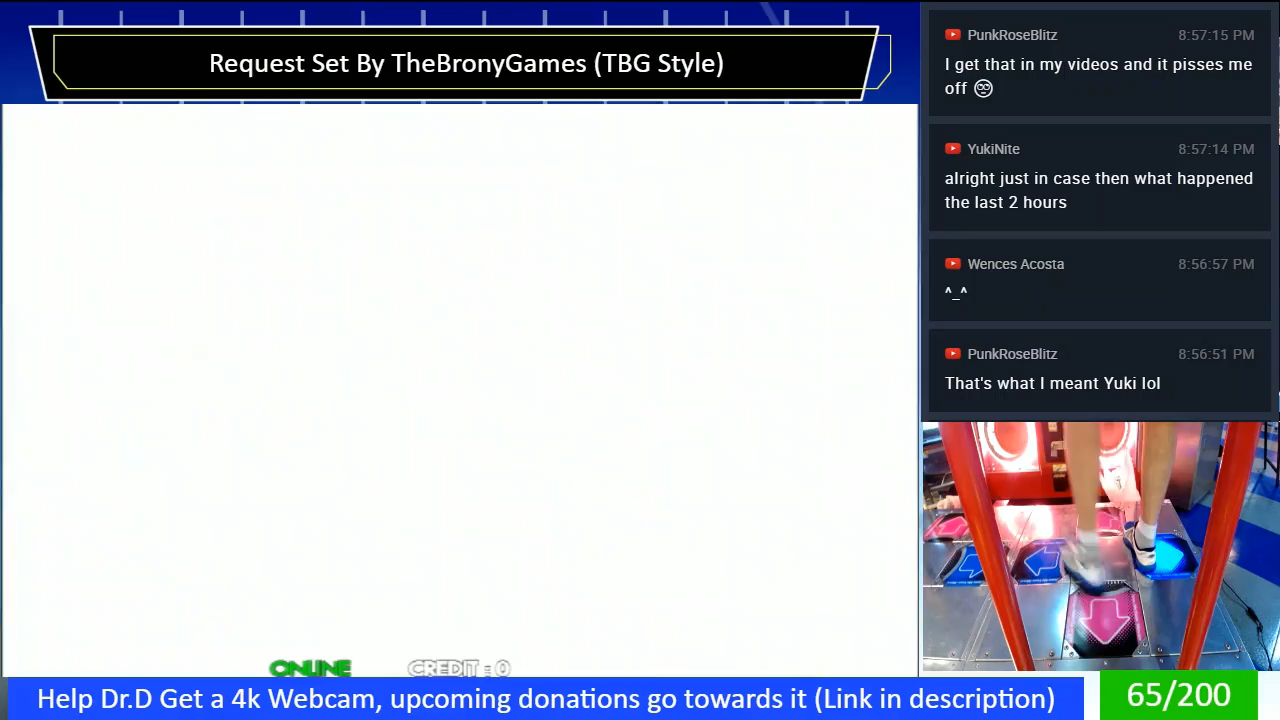 Request Set By TheBronyGames (TBG Style)
PunkRoseBlitz 8:57:15 PM
I get that in my videos and it pisses me
off 😔
YukiNite 8:57:14 PM
alright just in case then what happened
the last 2 hours
Wences Acosta 8:56:57 PM
^_^
PunkRoseBlitz 8:56:51 PM
That's what I meant Yuki lol
ONLINE CREDIT : 0
Help Dr.D Get a 4k Webcam, upcoming donations go towards it (Link in description) 65/200